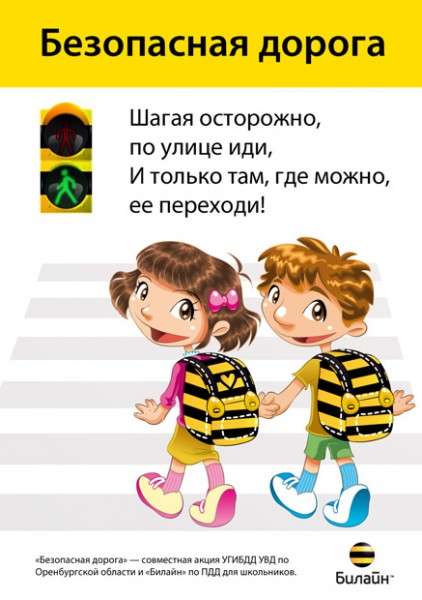 Безопасная дорога
Шагая осторожно,
по улице иди,
И только там, где можно,
ее переходи!
«Безопасная дорога» — совместная акция УГИБДД УВД по
Оренбургской области и «Билайн» по ПДД для школьников.
Билайн™